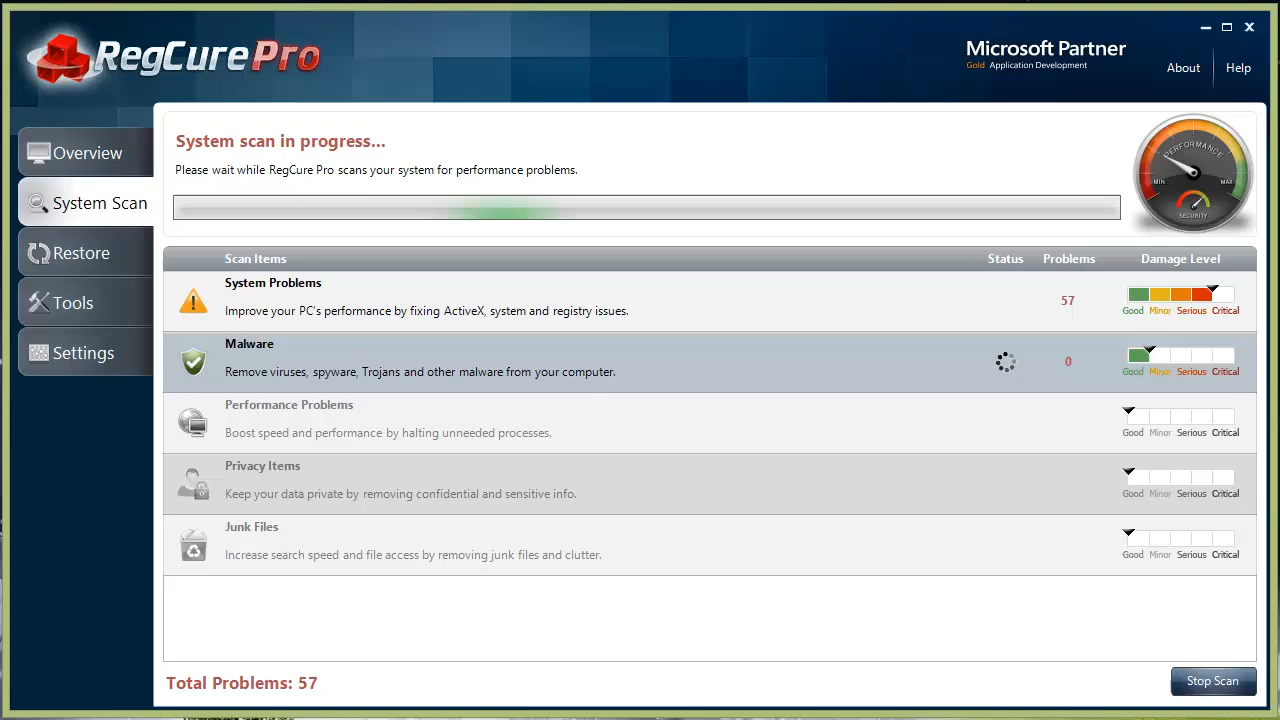 RegCure Pro
Microsoft Partner
Gold Application Development
About
Help
Overview
System Scan
Restore
Tools
Settings
System scan in progress...
Please wait while RegCure Pro scans your system for performance problems.
PERFORMANCE
MIN
MAX
SECURITY
Scan Items Status Problems Damage Level
System Problems
Improve your PC's performance by fixing ActiveX, system and registry issues.
57
Good Minor Serious Critical
Malware
Remove viruses, spyware, Trojans and other malware from your computer.
0
Good Minor Serious Critical
Performance Problems
Boost speed and performance by halting unneeded processes.
Good Minor Serious Critical
Privacy Items
Keep your data private by removing confidential and sensitive info.
Good Minor Serious Critical
Junk Files
Increase search speed and file access by removing junk files and clutter.
Good Minor Serious Critical
Total Problems: 57
Stop Scan